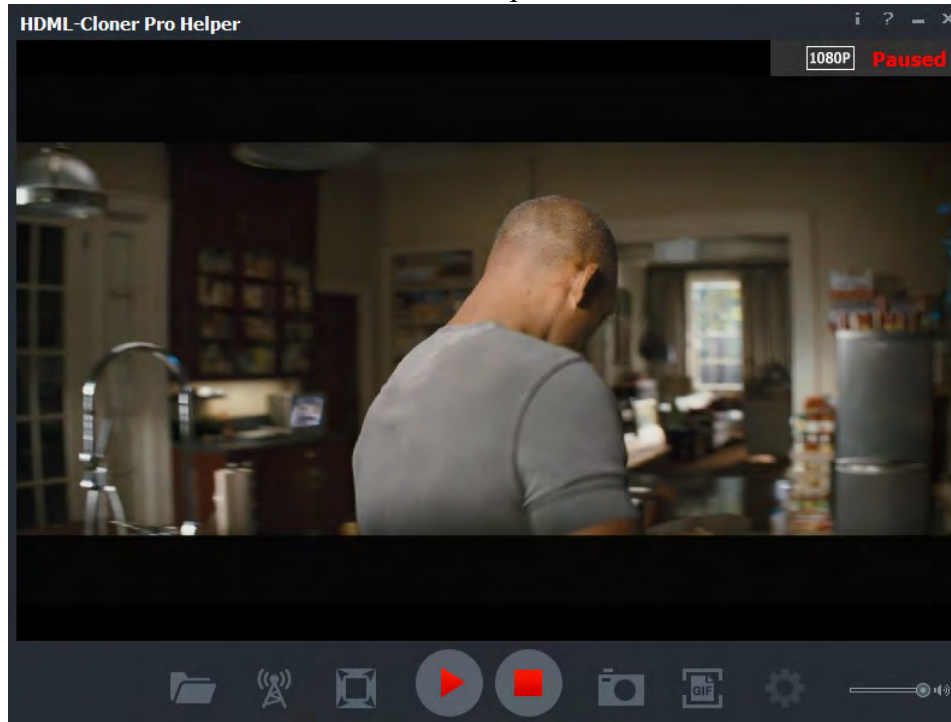 HDML-Cloner Pro Helper
i ? – x
1080P Paused
GIF